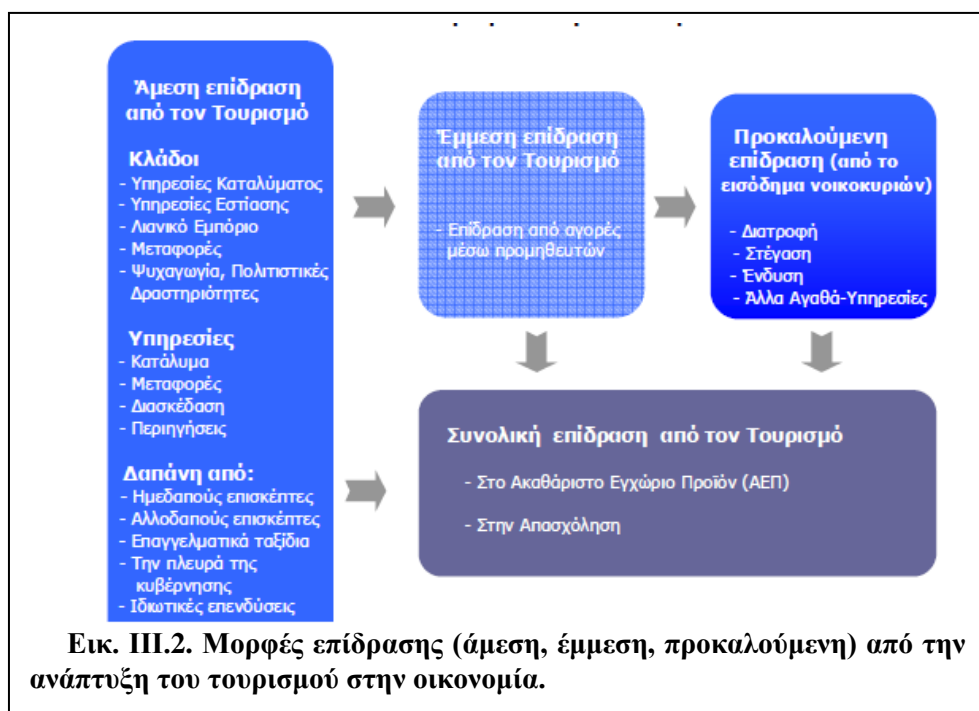 Άμεση επίδραση
από τον Τουρισμό
Κλάδοι
- Υπηρεσίες Καταλύματος
- Υπηρεσίες Εστίασης
- Λιανικό Εμπόριο
- Μεταφορές
- Ψυχαγωγία, Πολιτιστικές
Δραστηριότητες
Υπηρεσίες
- Κατάλυμα
- Μεταφορές
- Διασκέδαση
- Περιηγήσεις
Δαπάνη από:
- Ημεδαπούς επισκέπτες
- Αλλοδαπούς επισκέπτες
- Επαγγελματικά ταξίδια
- Την πλευρά της
κυβέρνησης
- Ιδιωτικές επενδύσεις
Έμμεση επίδραση
από τον Τουρισμό
- Επίδραση από αγορές
μέσω προμηθευτών
Προκαλούμενη
επίδραση (από το
εισόδημα νοικοκυριών)
- Διατροφή
- Στέγαση
- Ένδυση
- Άλλα Αγαθά-Υπηρεσίες
Συνολική επίδραση από τον Τουρισμό
- Στο Ακαθάριστο Εγχώριο Προϊόν (ΑΕΠ)
- Στην Απασχόληση
Εικ. III.2. Μορφές επίδρασης (άμεση, έμμεση, προκαλούμενη) από την
ανάπτυξη του τουρισμού στην οικονομία.